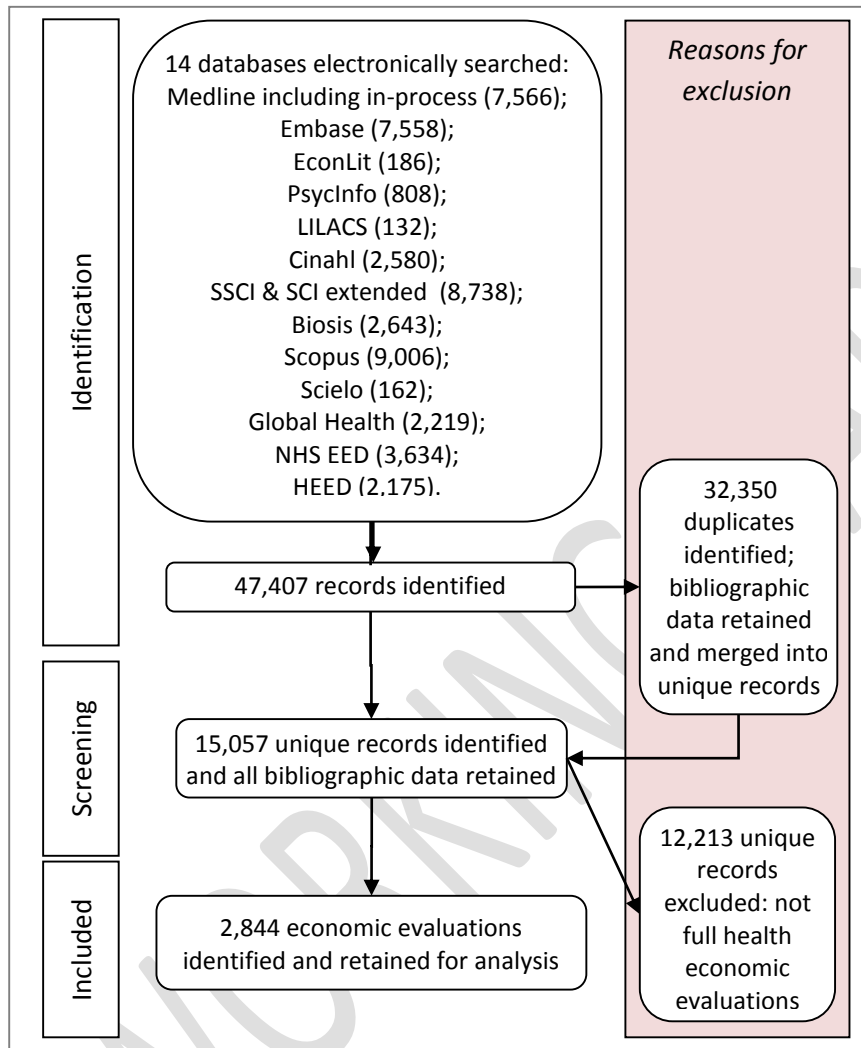 14 databases electronically searched:
Medline including in-process (7,566);
Embase (7,558);
EconLit (186);
PsycInfo (808);
LILACS (132);
Cinahl (2,580);
SSCI & SCI extended (8,738);
Biosis (2,643);
Scopus (9,006);
Scielo (162);
Global Health (2,219);
NHS EED (3,634);
HEED (2,175).
Reasons for
exclusion
Identification
47,407 records identified
32,350
duplicates
identified;
bibliographic
data retained
and merged into
unique records
Screening
15,057 unique records identified
and all bibliographic data retained
12,213 unique
records
excluded: not
full health
economic
evaluations
Included
2,844 economic evaluations
identified and retained for analysis
WORKING